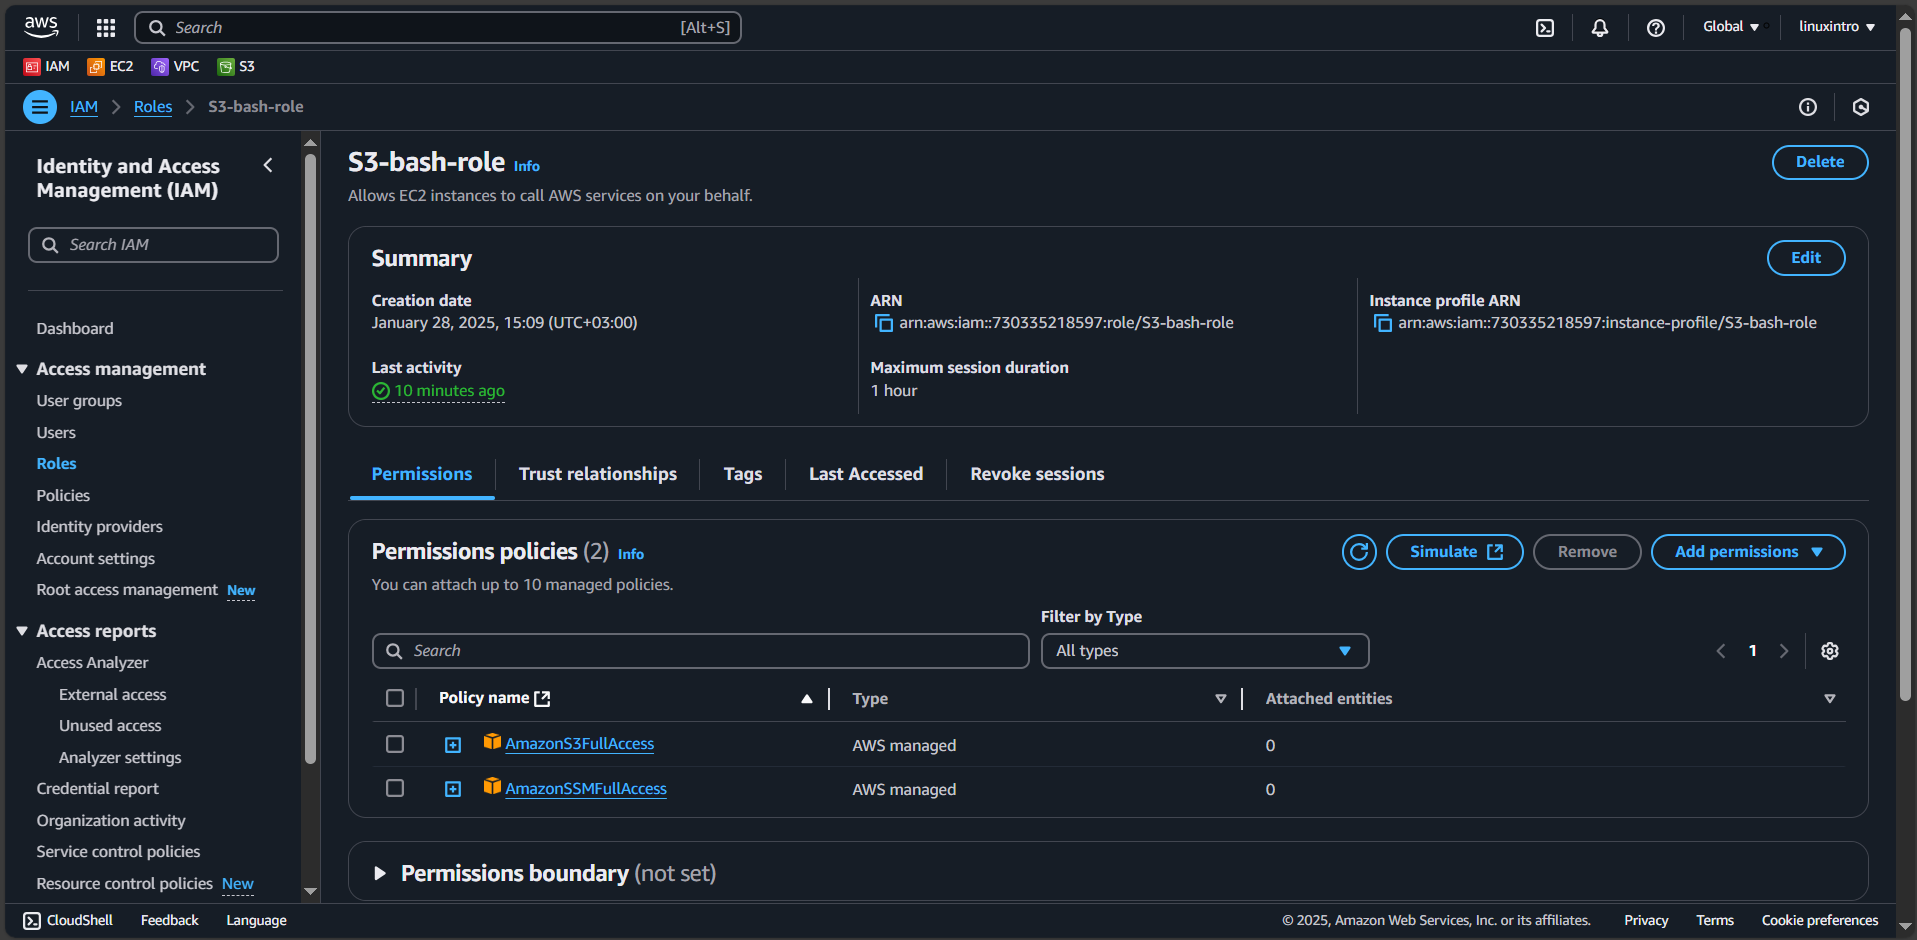 aws
Search [Alt+S]
Global
linuxintro
IAM
EC2
VPC
S3
IAM
Roles
S3-bash-role
Identity and Access
Management (IAM)
Search IAM
Dashboard
Access management
User groups
Users
Roles
Policies
Identity providers
Account settings
Root access management New
Access reports
Access Analyzer
External access
Unused access
Analyzer settings
Credential report
Organization activity
Service control policies
Resource control policies New
S3-bash-role Info
Delete
Allows EC2 instances to call AWS services on your behalf.
Summary
Edit
Creation date
January 28, 2025, 15:09 (UTC+03:00)
ARN
arn:aws:iam::730335218597:role/S3-bash-role
Instance profile ARN
arn:aws:iam::730335218597:instance-profile/S3-bash-role
Last activity
10 minutes ago
Maximum session duration
1 hour
Permissions
Trust relationships
Tags
Last Accessed
Revoke sessions
Permissions policies (2) Info
Simulate
Remove
Add permissions
You can attach up to 10 managed policies.
Filter by Type
Search
All types
1
Policy name
Type
Attached entities
AmazonS3FullAccess
AWS managed
0
AmazonSSMFullAccess
AWS managed
0
Permissions boundary (not set)
CloudShell
Feedback
Language
© 2025, Amazon Web Services, Inc. or its affiliates.
Privacy
Terms
Cookie preferences